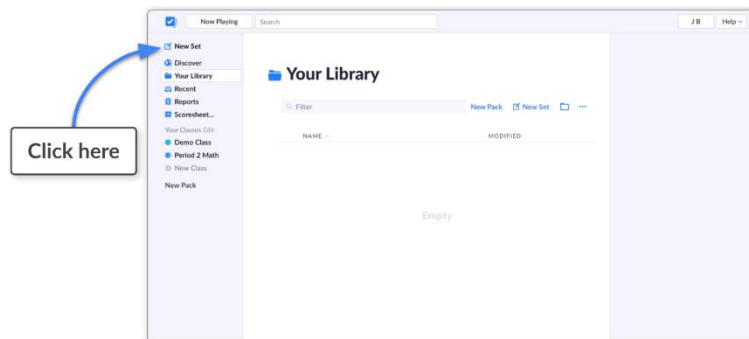 Now Playing
Search
J B
Help
New Set
Discover
Your Library
Recent
Reports
Scoresheet...
Your Classes Edit
Demo Class
Period 2 Math
New Class
New Pack
Click here
Your Library
Filter
New Pack
New Set
...
NAME
MODIFIED
Empty